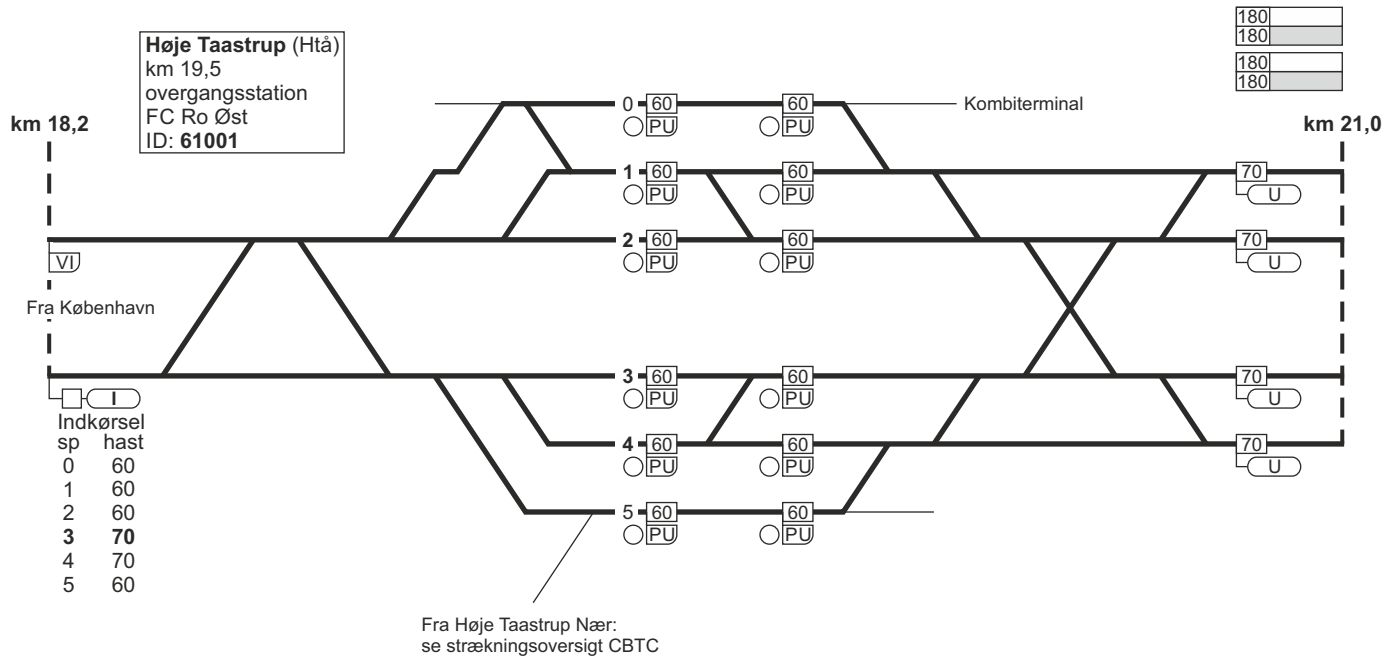 180
180
180
180
Høje Taastrup (Htå)
km 19,5
overgangsstation
FC Ro Øst
ID: 61001
km 18,2
km 21,0
0 60 60 Kombiterminal
PU PU
1 60 60 70
PU PU U
2 60 60 70
VI PU PU U
Fra København
3 60 60 70
PU PU U
I
Indkørsel
sp hast
0 60
1 60
2 60
3 70
4 70
5 60
4 60 60 70
PU PU U
5 60 60
PU PU
Fra Høje Taastrup Nær:
se strækningsoversigt CBTC